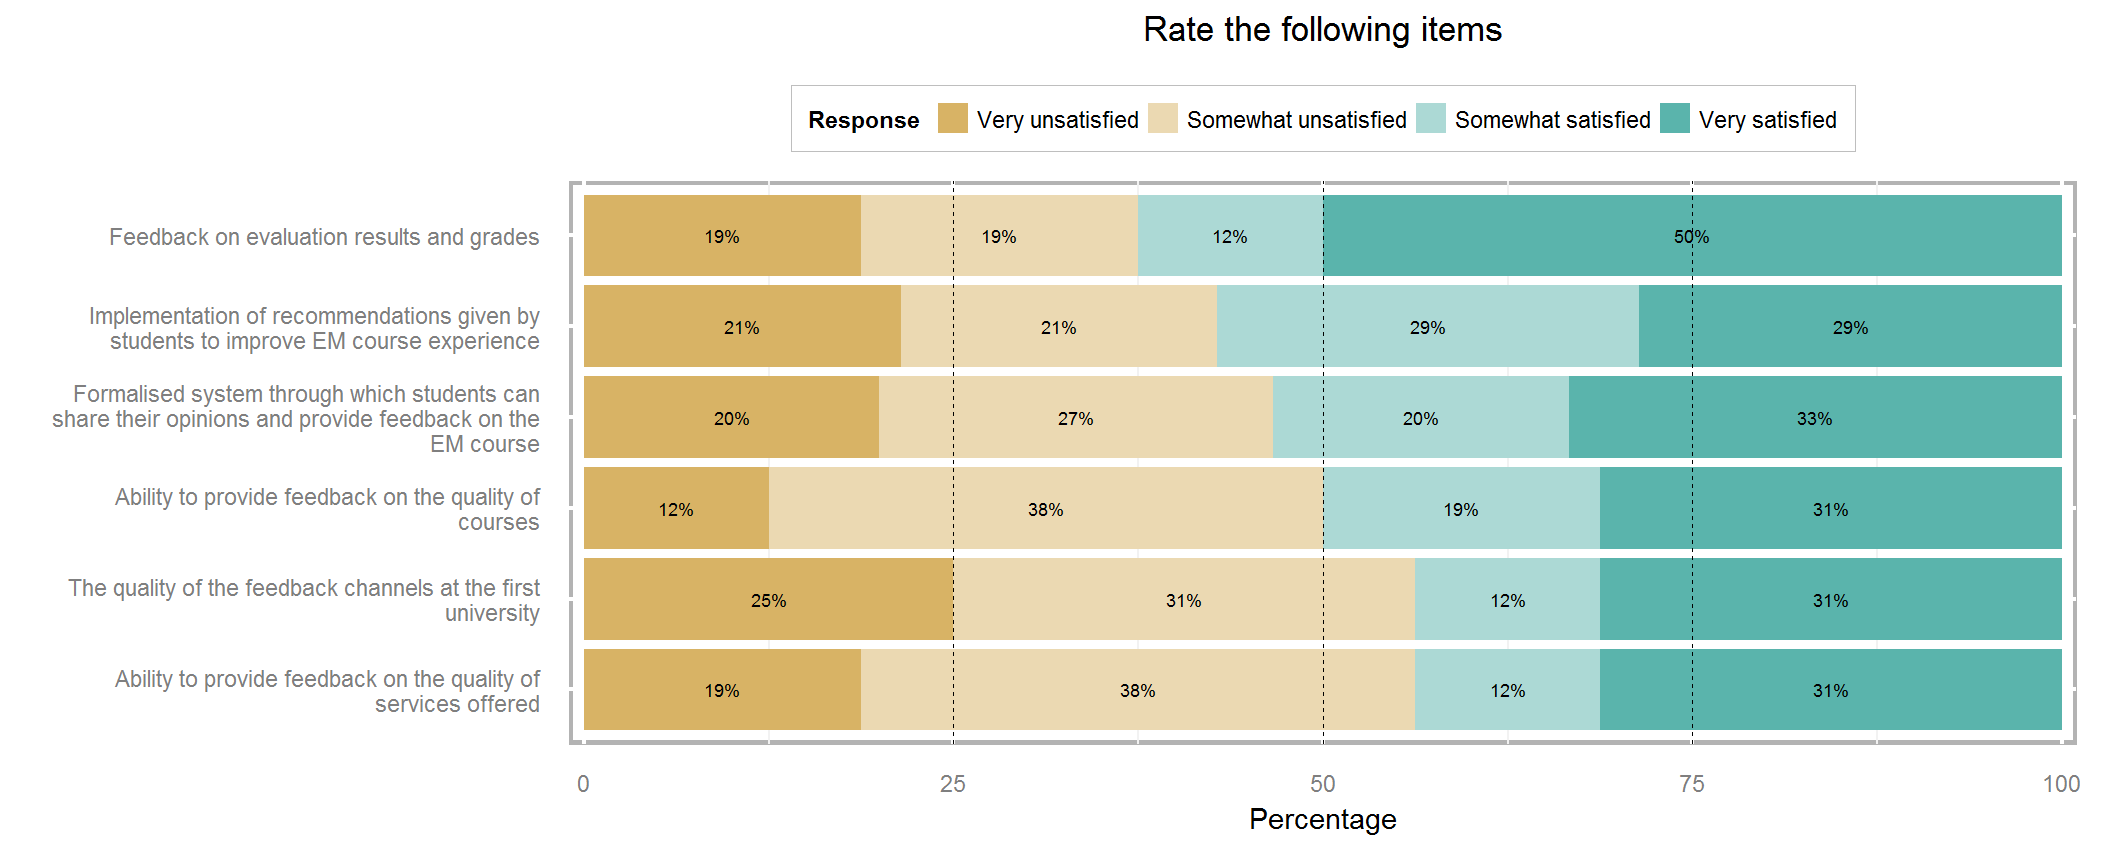 Rate the following items
Response Very unsatisfied Somewhat unsatisfied Somewhat satisfied Very satisfied
Feedback on evaluation results and grades
19% 19% 12% 50%
Implementation of recommendations given by
students to improve EM course experience
21% 21% 29% 29%
Formalised system through which students can
share their opinions and provide feedback on the
EM course
20% 27% 20% 33%
Ability to provide feedback on the quality of
courses
12% 38% 19% 31%
The quality of the feedback channels at the first
university
25% 31% 12% 31%
Ability to provide feedback on the quality of
services offered
19% 38% 12% 31%
0 25 50 75 100
Percentage